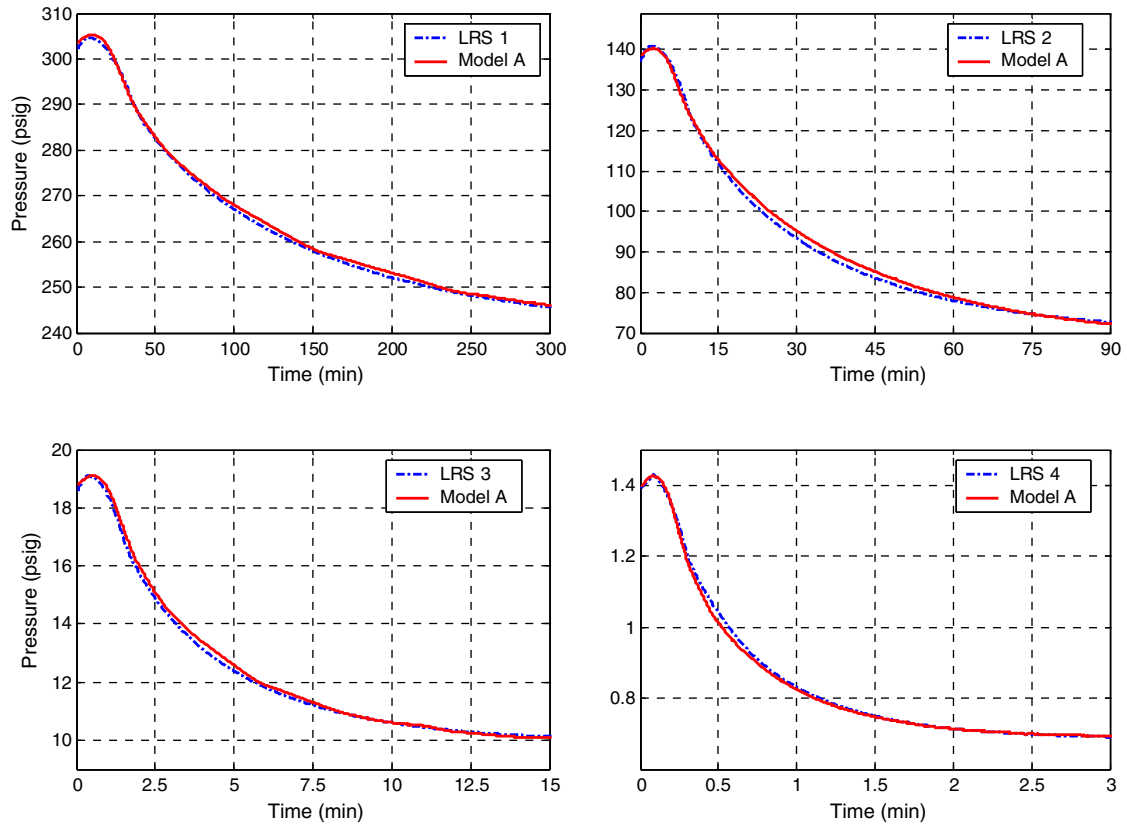 310
300
290
280
270
260
250
240
Pressure (psig)
LRS 1
Model A
0 50 100 150 200 250 300
Time (min)
140
130
120
110
100
90
80
70
LRS 2
Model A
0 15 30 45 60 75 90
Time (min)
20
18
16
14
12
10
Pressure (psig)
LRS 3
Model A
0 2.5 5 7.5 10 12.5 15
Time (min)
1.4
1.2
1
0.8
LRS 4
Model A
0 0.5 1 1.5 2 2.5 3
Time (min)